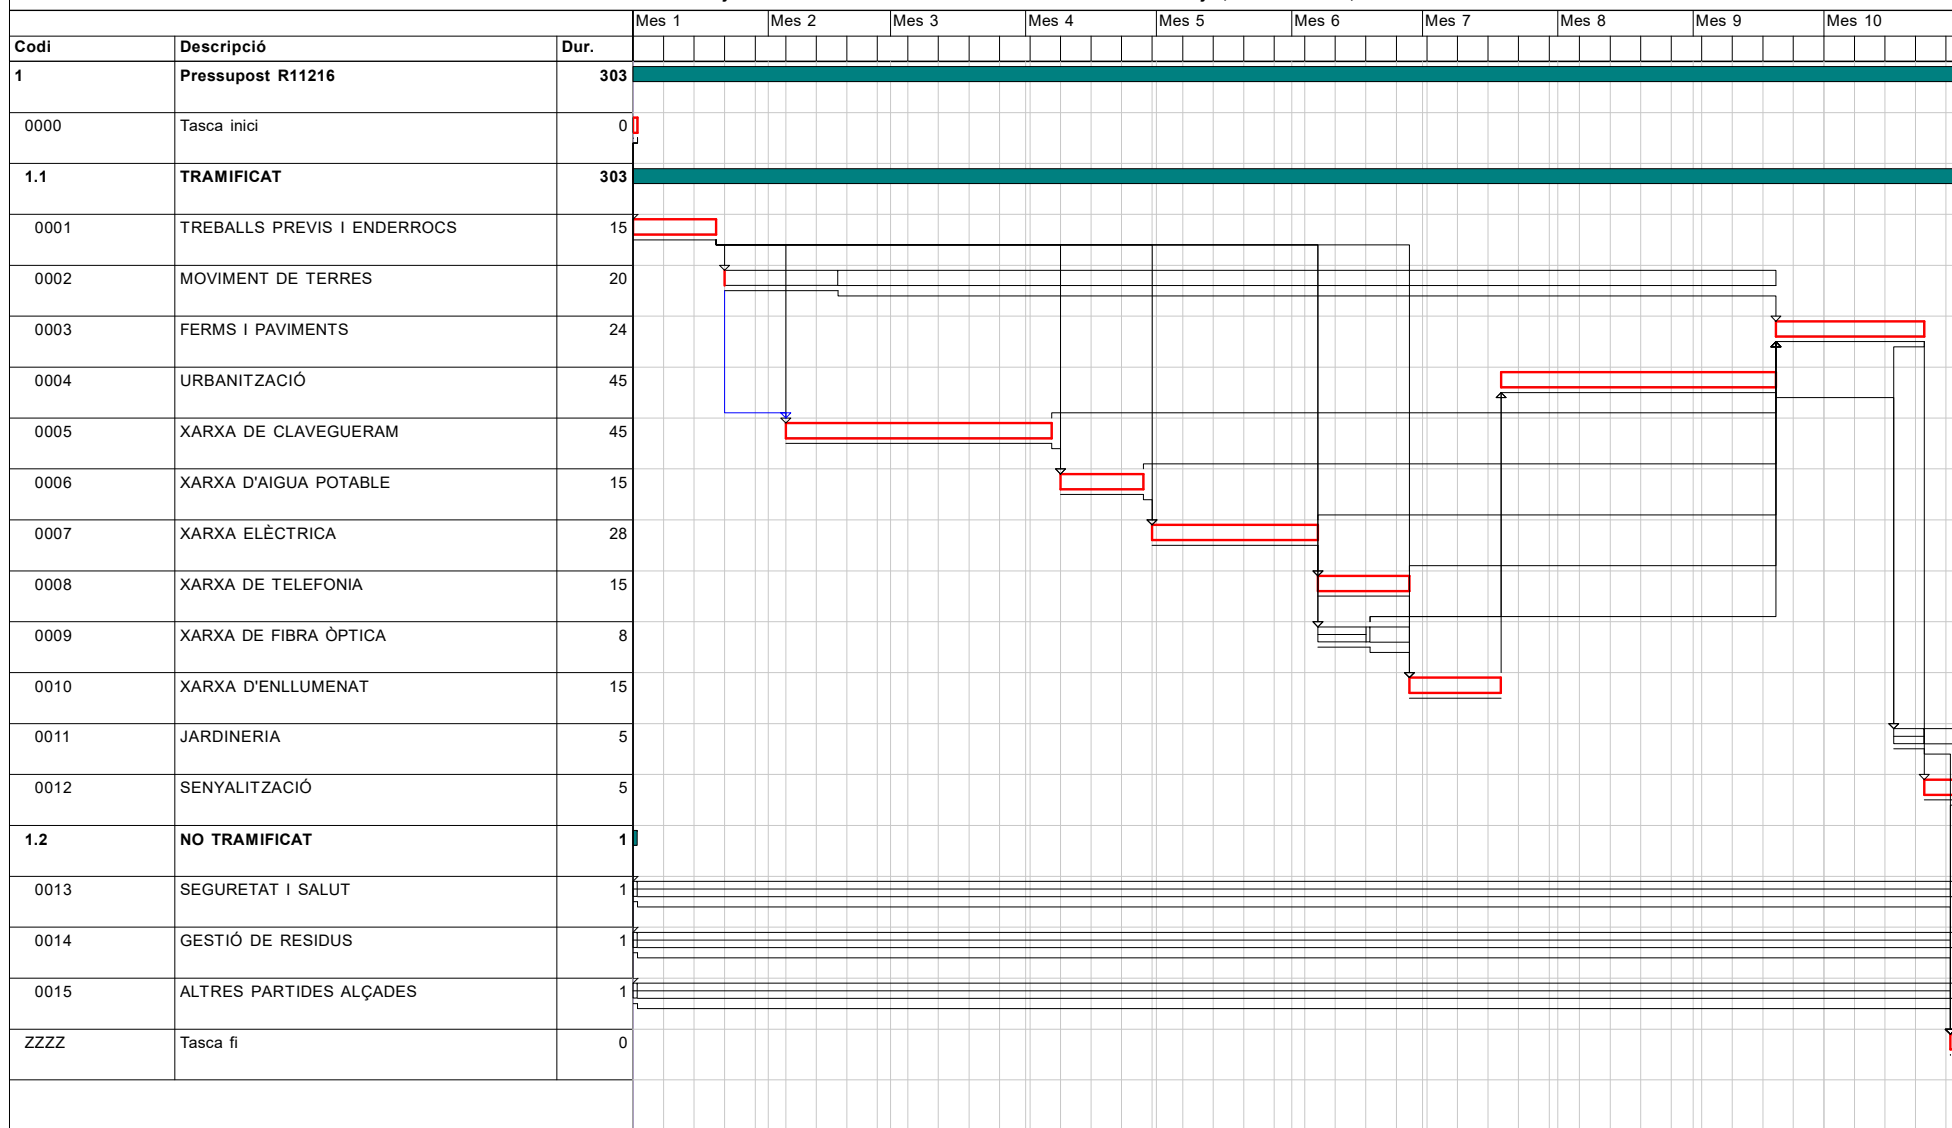 Mes 1 Mes 2 Mes 3 Mes 4 Mes 5 Mes 6 Mes 7 Mes 8 Mes 9 Mes 10
Codi Descripció Dur.
1 Pressupost R11216 303
0000 Tasca inici 0
1.1 TRAMIFICAT 303
0001 TREBALLS PREVIS I ENDERROCS 15
0002 MOVIMENT DE TERRES 20
0003 FERMS I PAVIMENTS 24
0004 URBANITZACIÓ 45
0005 XARXA DE CLAVEGUERAM 45
0006 XARXA D'AIGUA POTABLE 15
0007 XARXA ELÈCTRICA 28
0008 XARXA DE TELEFONIA 15
0009 XARXA DE FIBRA ÒPTICA 8
0010 XARXA D'ENLLUMENAT 15
0011 JARDINERIA 5
0012 SENYALITZACIÓ 5
1.2 NO TRAMIFICAT 1
0013 SEGURETAT I SALUT 1
0014 GESTIÓ DE RESIDUS 1
0015 ALTRES PARTIDES ALÇADES 1
ZZZZ Tasca fi 0